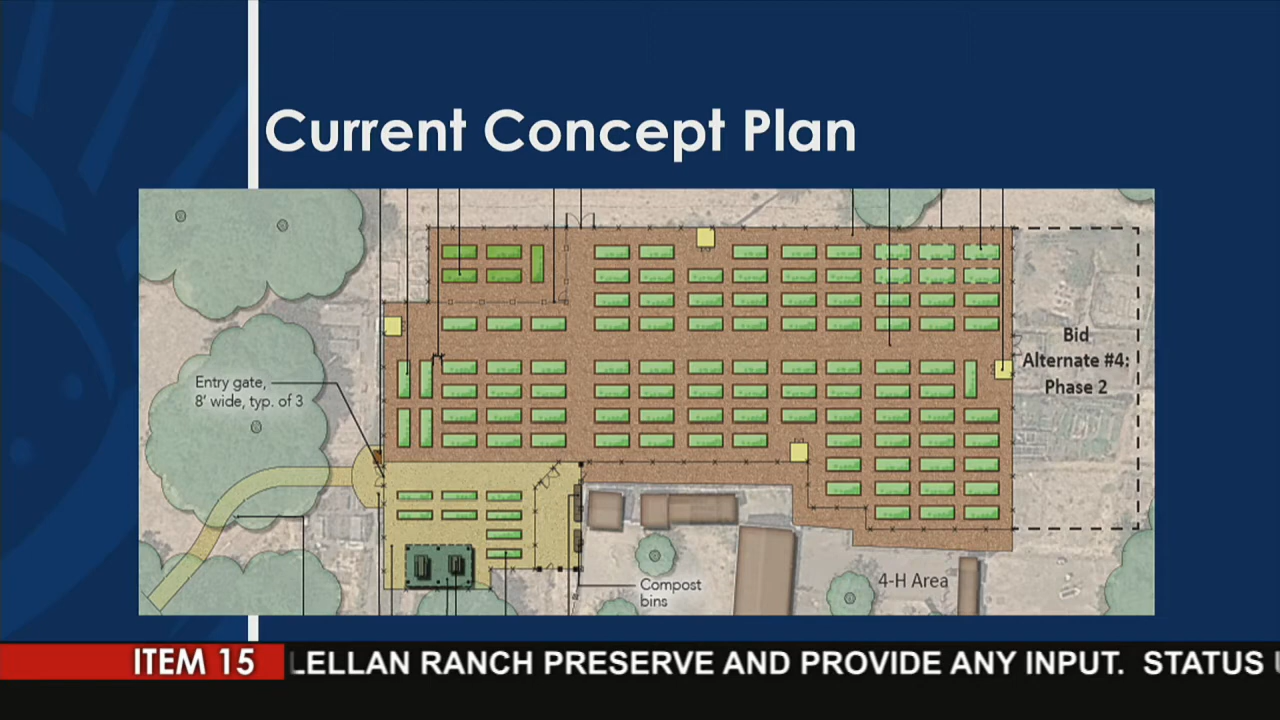 Current Concept Plan
Entry gate,
8' wide, typ. of 3
Bid
Alternate #4:
Phase 2
Compost
bins
4-H Area
ITEM 15
LELLAN RANCH PRESERVE AND PROVIDE ANY INPUT. STATUS